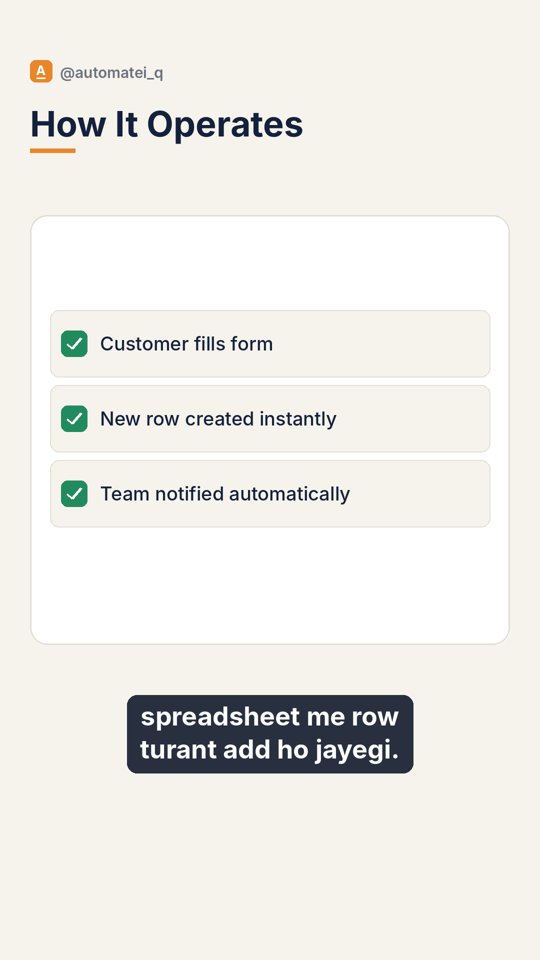 A @automatei_q
How It Operates
Customer fills form
New row created instantly
Team notified automatically
spreadsheet me row
turant add ho jayegi.